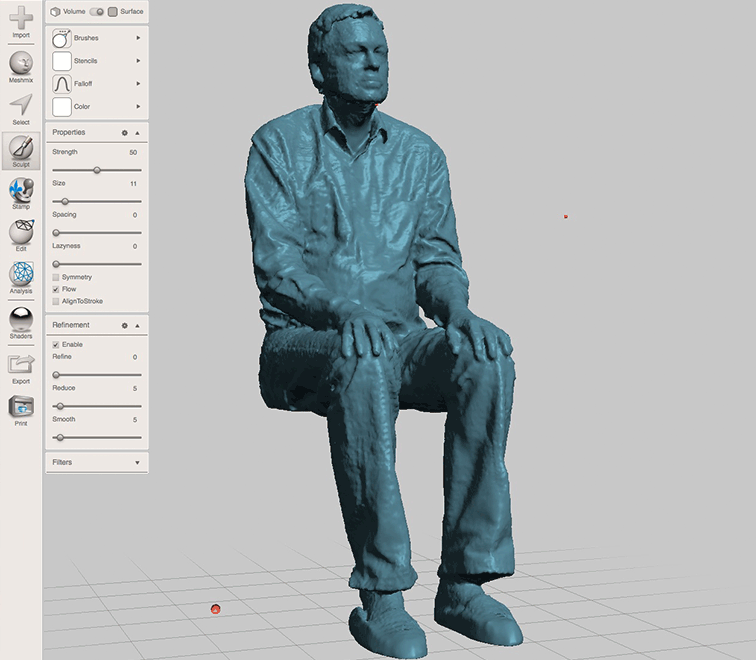 Import
Meshmix
Select
Sculpt
Stamp
Edit
Analysis
Shaders
Export
Print
Volume Surface
Brushes
Stencils
Falloff
Color
Properties
Strength 50
Size 11
Spacing 0
Lazyness 0
Symmetry
Flow
AlignToStroke
Refinement
Enable
Refine 0
Reduce 5
Smooth 5
Filters